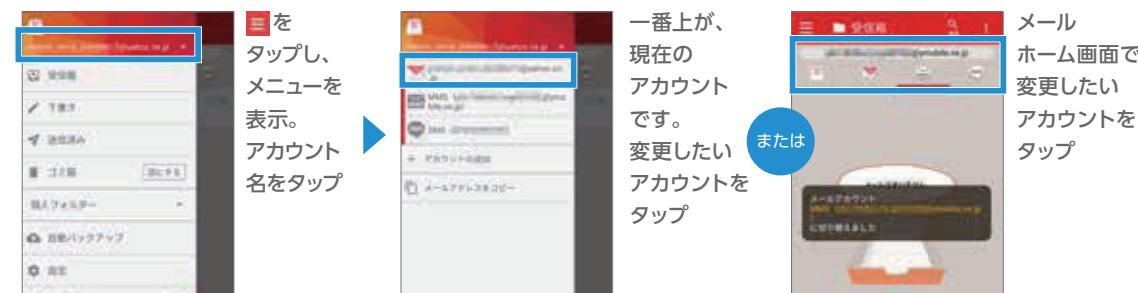 を
タップし、
メニューを
表示。
アカウント
名をタップ
受信箱
下書き
送信済み
ゴミ箱
空にする
個人フォルダー
自動バックアップ
設定
一番上が、
現在の
アカウント
です。
変更したい
アカウントを
タップ
アカウントの追加
メールアドレスをコピー
または
受信箱
メールアカウント
に切り替えました
メール
ホーム画面で
変更したい
アカウントを
タップ